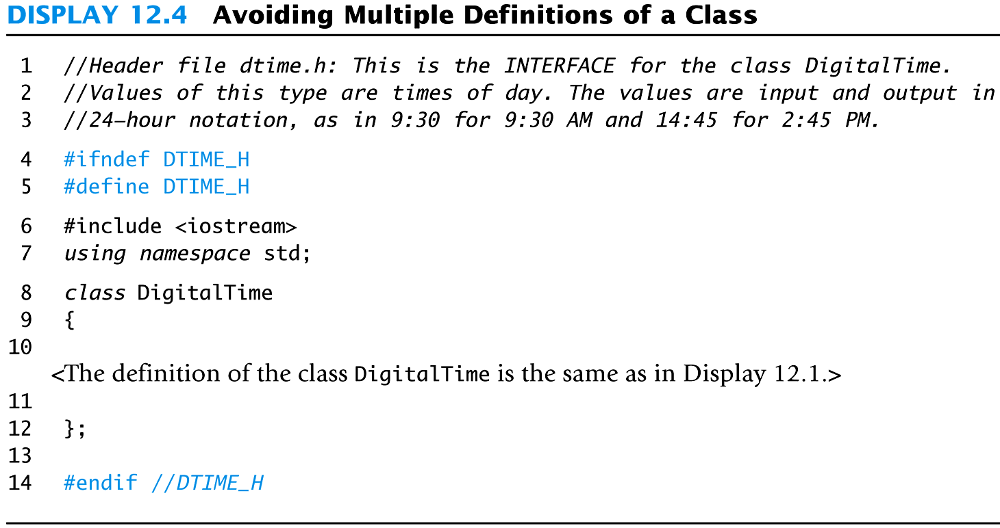 DISPLAY 12.4 Avoiding Multiple Definitions of a Class
1 //Header file dtime.h: This is the INTERFACE for the class DigitalTime.
2 //Values of this type are times of day. The values are input and output in
3 //24–hour notation, as in 9:30 for 9:30 AM and 14:45 for 2:45 PM.
4 #ifndef DTIME_H
5 #define DTIME_H
6 #include <iostream>
7 using namespace std;
8 class DigitalTime
9 {
10
<The definition of the class DigitalTime is the same as in Display 12.1.>
11
12 };
13
14 #endif //DTIME_H